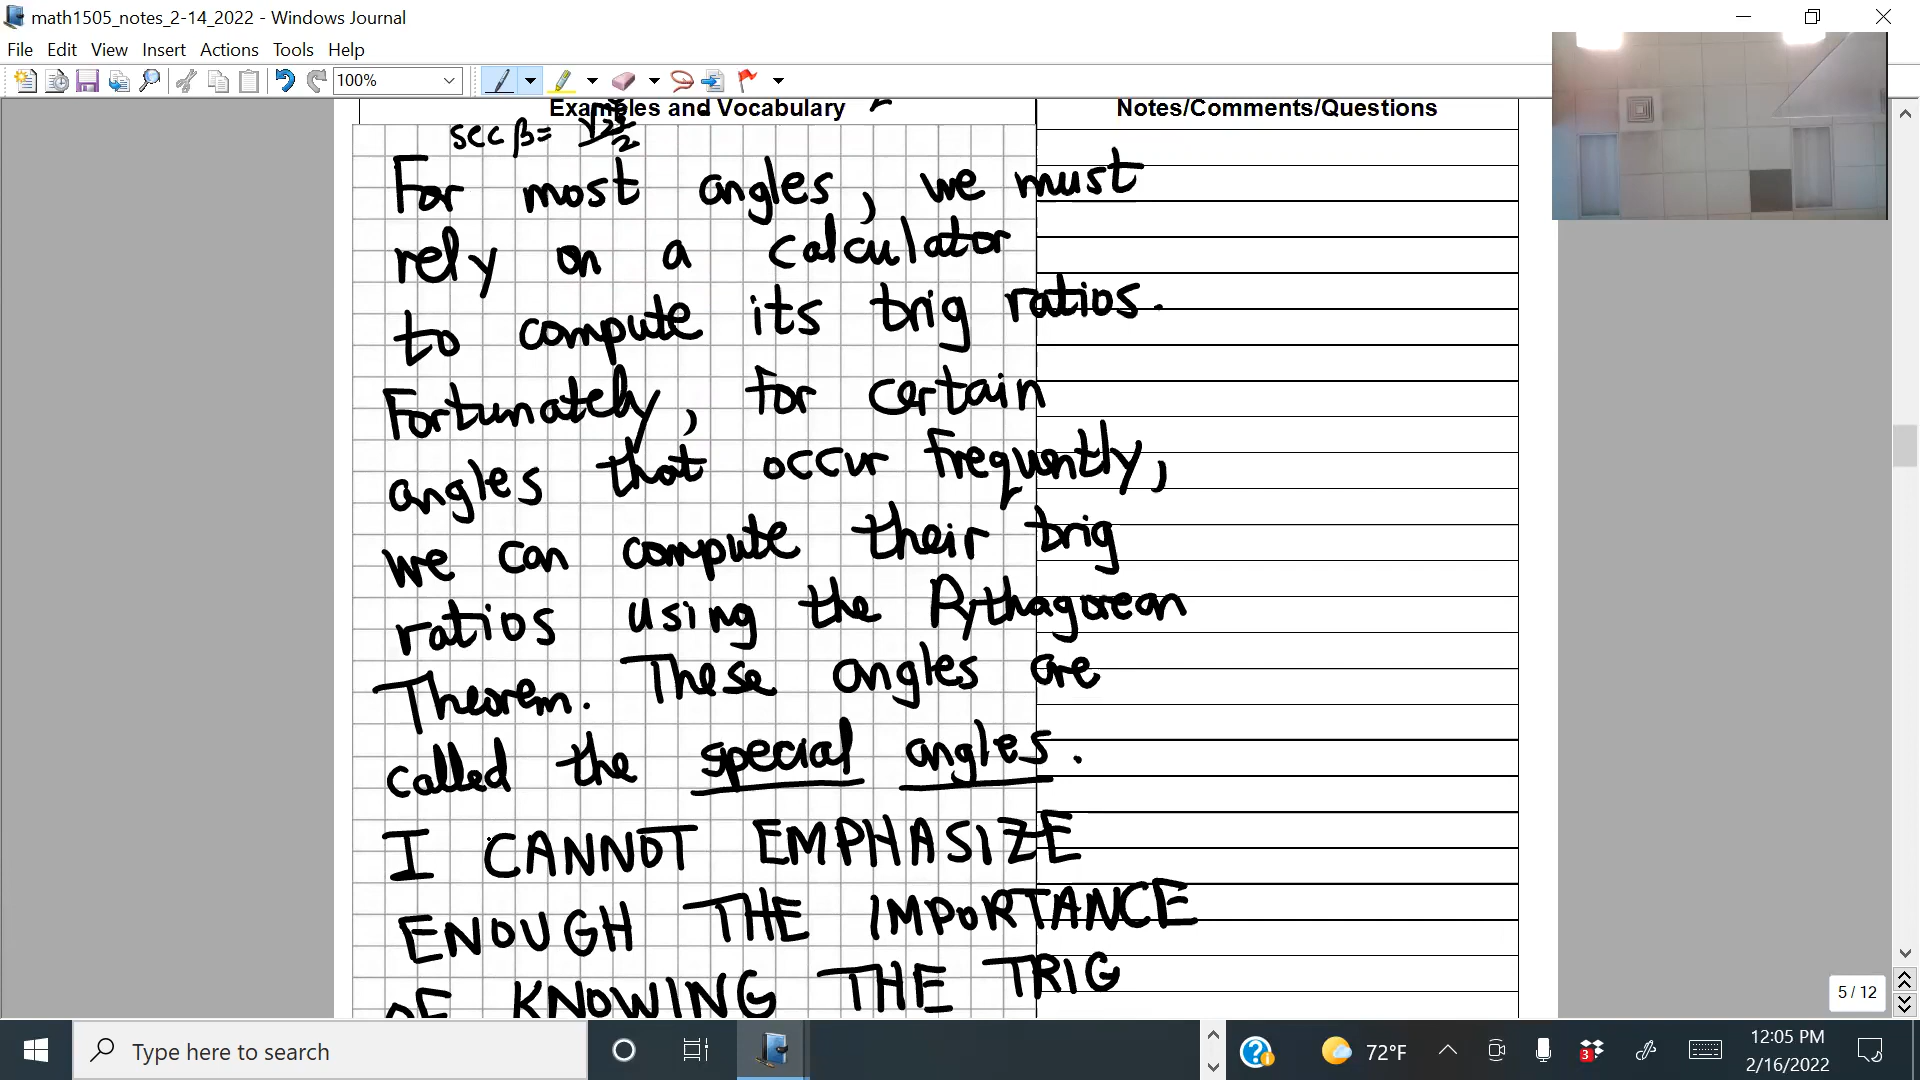 math1505_notes_2-14_2022 - Windows Journal
File Edit View Insert Actions Tools Help
100%
Examples and Vocabulary
Notes/Comments/Questions
sec β =
For most angles, we must
rely on a calculator
to compute its trig ratios.
Fortunately, for certain
angles that occur frequently,
we can compute their trig
ratios using the Pythagorean
Theorem. These angles are
called the special angles.
I CANNOT EMPHASIZE
ENOUGH THE IMPORTANCE
OF KNOWING THE TRIG
5 / 12
Type here to search
3
72°F
12:05 PM
2/16/2022